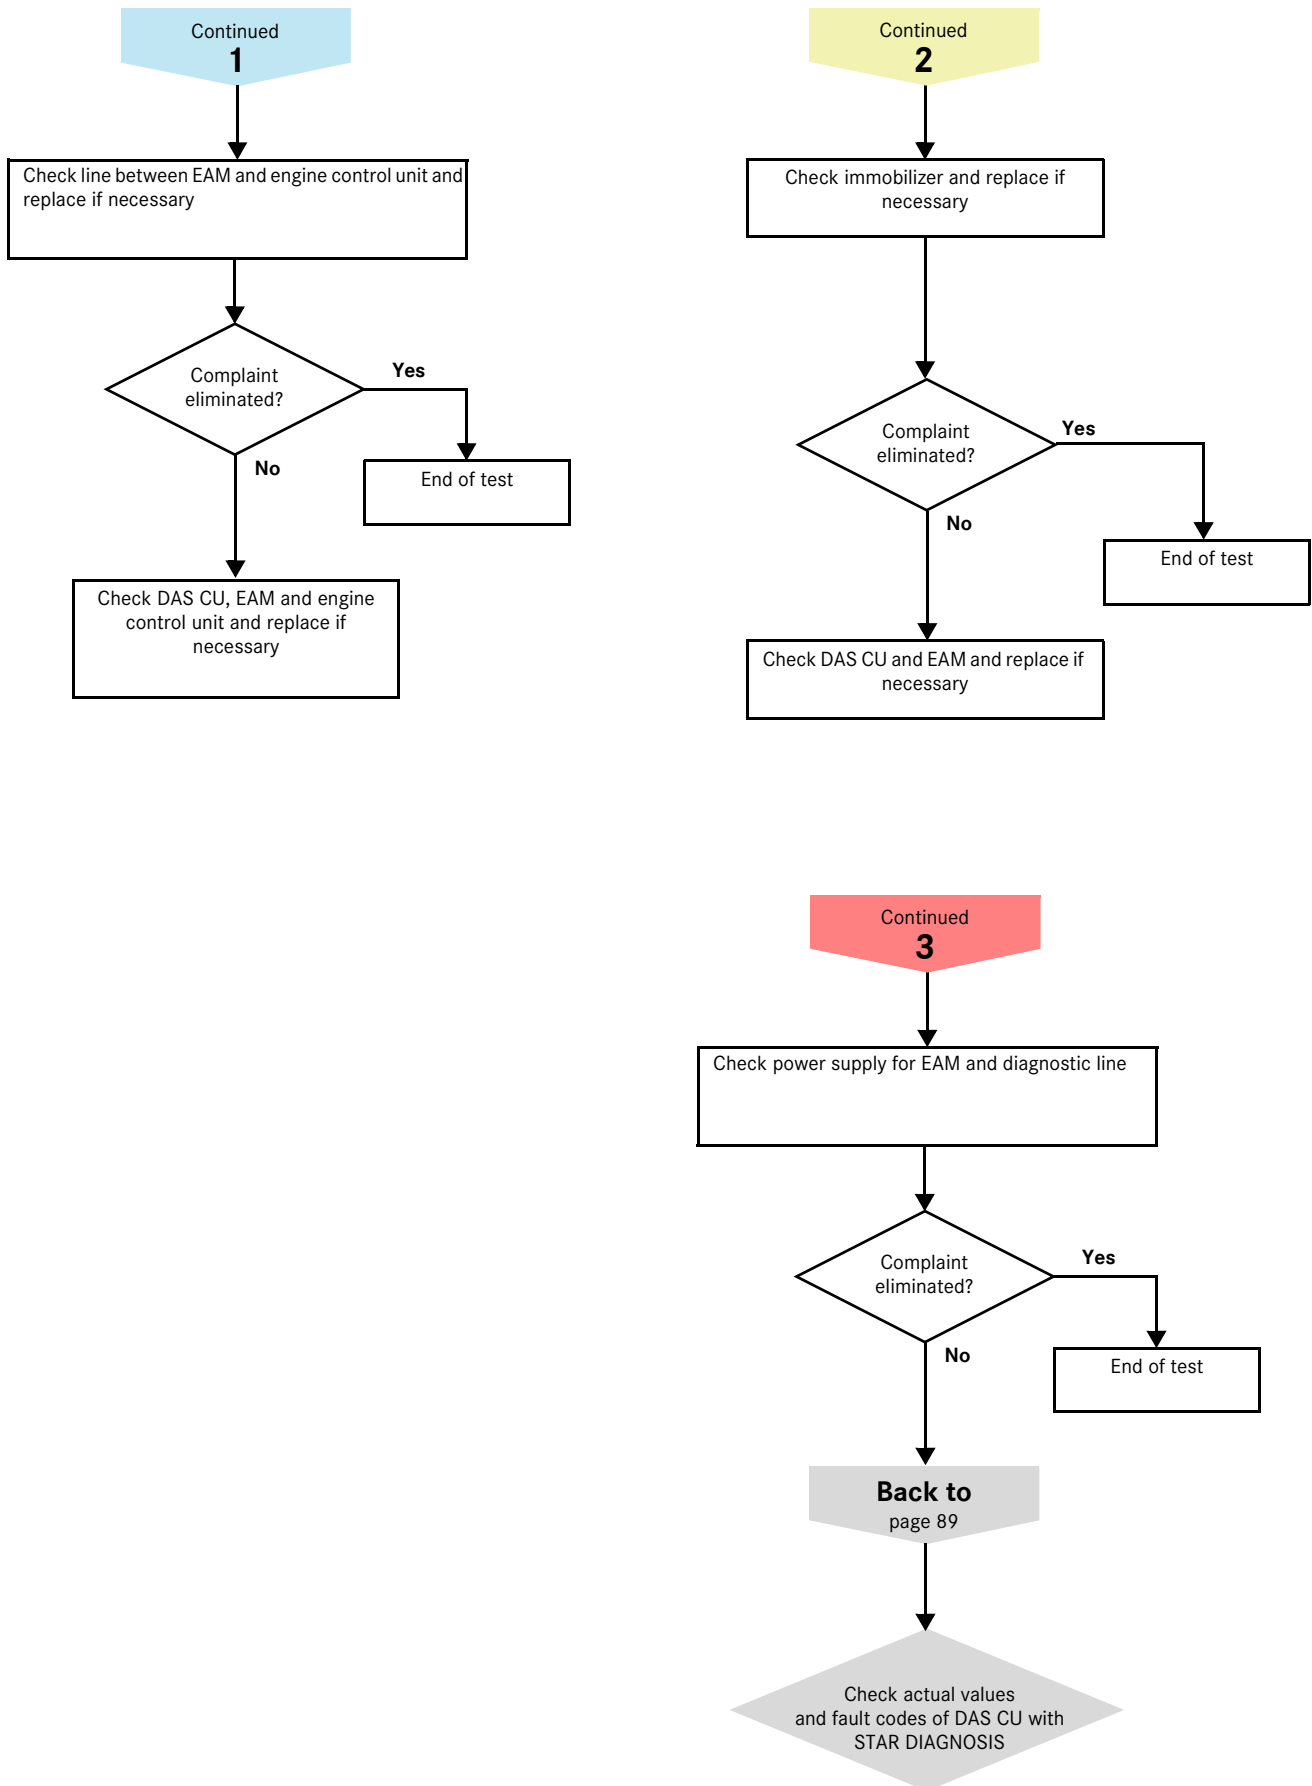 Continued
1
Check line between EAM and engine control unit and
replace if necessary
Complaint
eliminated?
Yes
End of test
No
Check DAS CU, EAM and engine
control unit and replace if
necessary
Continued
2
Check immobilizer and replace if
necessary
Complaint
eliminated?
Yes
End of test
No
Check DAS CU and EAM and replace if
necessary
Continued
3
Check power supply for EAM and diagnostic line
Complaint
eliminated?
Yes
End of test
No
Back to
page 89
Check actual values
and fault codes of DAS CU with
STAR DIAGNOSIS